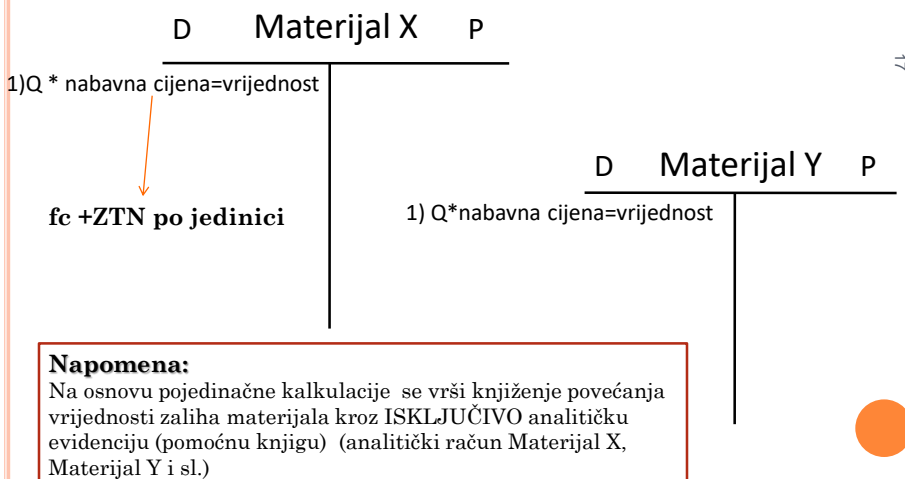 D Materijal X P
1)Q * nabavna cijena=vrijednost
fc +ZTN po jedinici
17
D Materijal Y P
1) Q*nabavna cijena=vrijednost
Napomena:
Na osnovu pojedinačne kalkulacije se vrši knjiženje povećanja
vrijednosti zaliha materijala kroz ISKLJUČIVO analitičku
evidenciju (pomoćnu knjigu) (analitički račun Materijal X,
Materijal Y i sl.)